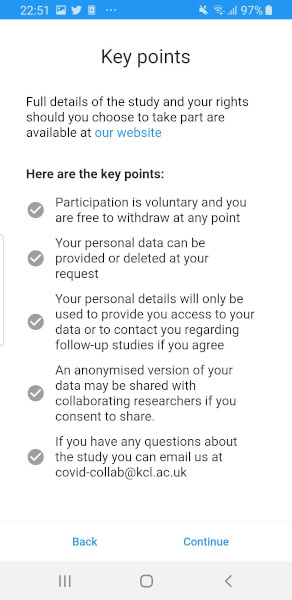 22:51 ... 97%
Key points
Full details of the study and your rights
should you choose to take part are
available at our website
Here are the key points:
Participation is voluntary and you
are free to withdraw at any point
Your personal data can be
provided or deleted at your
request
Your personal details will only be
used to provide you access to your
data or to contact you regarding
follow-up studies if you agree
An anonymised version of your
data may be shared with
collaborating researchers if you
consent to share.
If you have any questions about
the study you can email us at
covid-collab@kcl.ac.uk
Back Continue